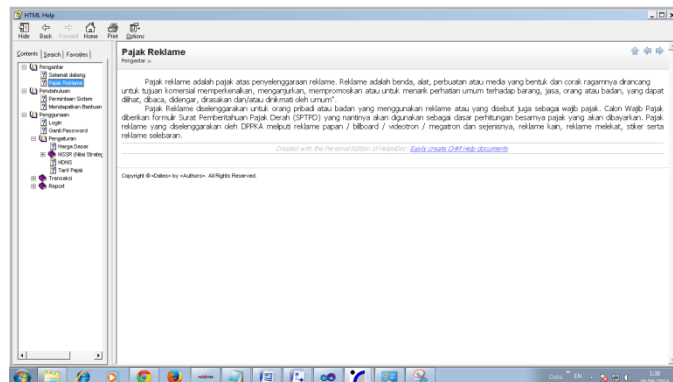 HTML Help
Hide Back Forward Home Print Options
Contents Search Favorites
Pengantar
Selamat datang
Pajak Reklame
Pendahuluan
Permintaan Sistem
Mendapatkan Bantuan
Penggunaan
Login
Ganti Password
Pengaturan
Harga Dasar
NSSR (Nilai Strateg
HDNS
Tarif Pajak
Transaksi
Report
Pajak Reklame
Pengantar »
Pajak reklame adalah pajak atas penyelenggaraan reklame. Reklame adalah benda, alat, perbuatan atau media yang bentuk dan corak ragamnya dirancang
untuk tujuan komersial memperkenalkan, menganjurkan, mempromosikan atau untuk menarik perhatian umum terhadap barang, jasa, orang atau badan, yang dapat
dilihat, dibaca, didengar, dirasakan dan/atau dinikmati oleh umum".
Pajak Reklame diselenggarakan untuk orang pribadi atau badan yang menggunakan reklame atau yang disebut juga sebagai wajib pajak. Calon Wajib Pajak
diberikan formulir Surat Pemberitahuan Pajak Derah (SPTPD) yang nantinya akan digunakan sebagai dasar perhitungan besarnya pajak yang akan dibayarkan. Pajak
reklame yang diselenggarakan oleh DPPKA meliputi reklame papan / billboard / videotron / megatron dan sejenisnya, reklame kain, reklame melekat, stiker serta
reklame selebaran.
Created with the Personal Edition of HelpNDoc: Easily create CHM Help documents
Copyright © <Dates> by <Authors>. All Rights Reserved.
EN
1:38